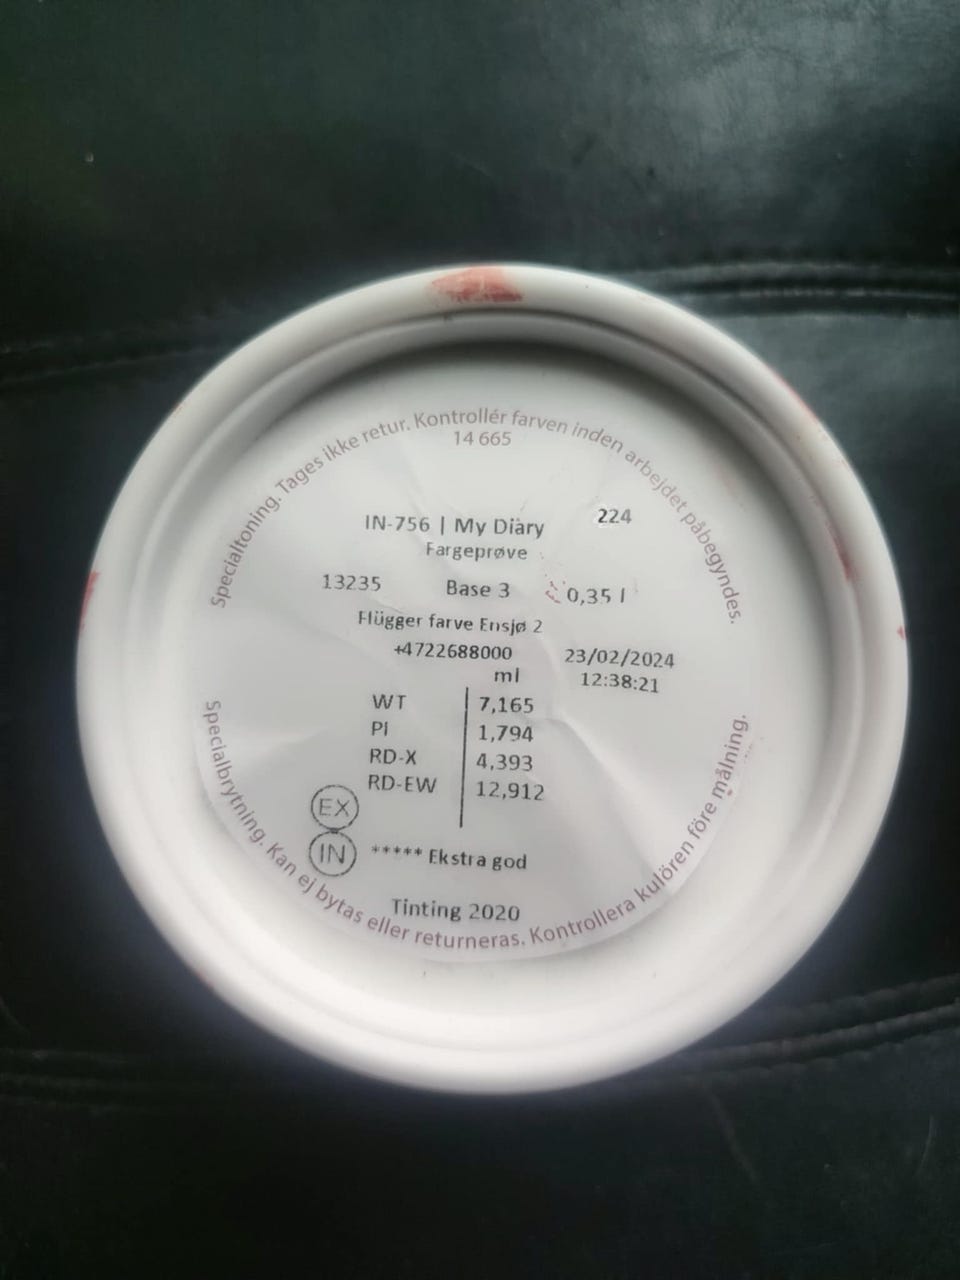 Specialtoning. Tages ikke retur. Kontrollér farven inden arbejdet påbegyndes.
14 665
IN-756 | My Diary
224
Fargeprøve
13235 Base 3 0,35 l
Flügger farve Ensjø 2
+4722688000 23/02/2024
ml 12:38:21
WT 7,165
PI 1,794
RD-X 4,393
RD-EW 12,912
EX
IN ***** Ekstra god
Tinting 2020
Specialbrytning. Kan ej bytas eller returneras. Kontrollera kulören före målning.